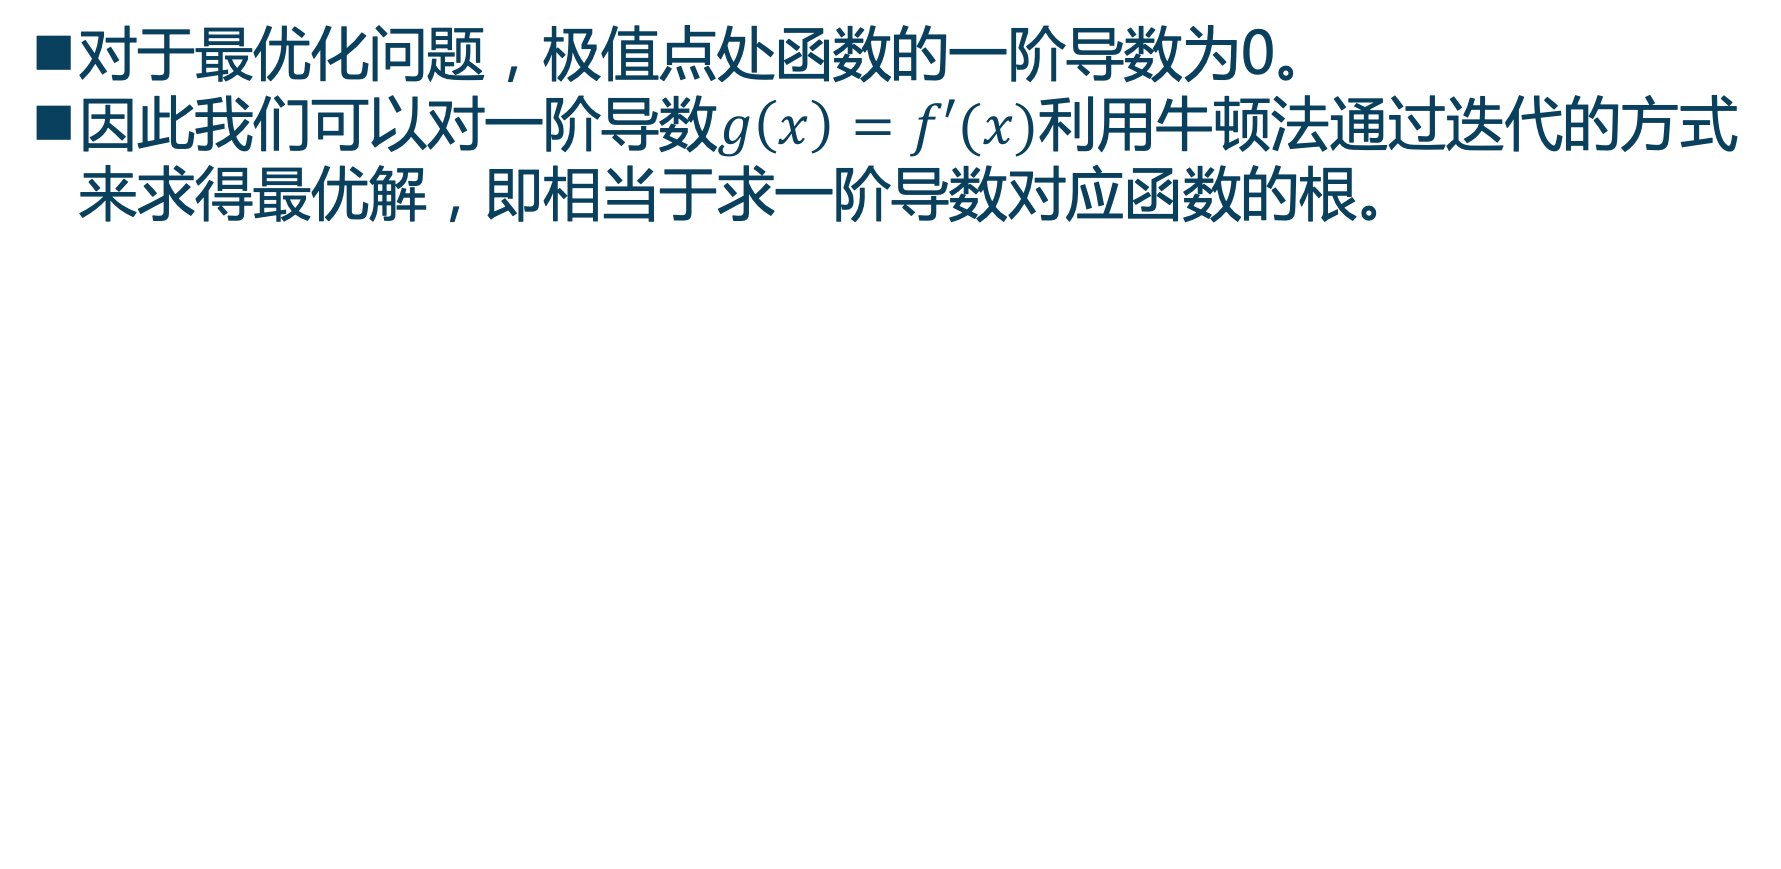 ■对于最优化问题，极值点处函数的一阶导数为0。
■因此我们可以对一阶导数g(x) = f′(x)利用牛顿法通过迭代的方式
来求得最优解，即相当于求一阶导数对应函数的根。